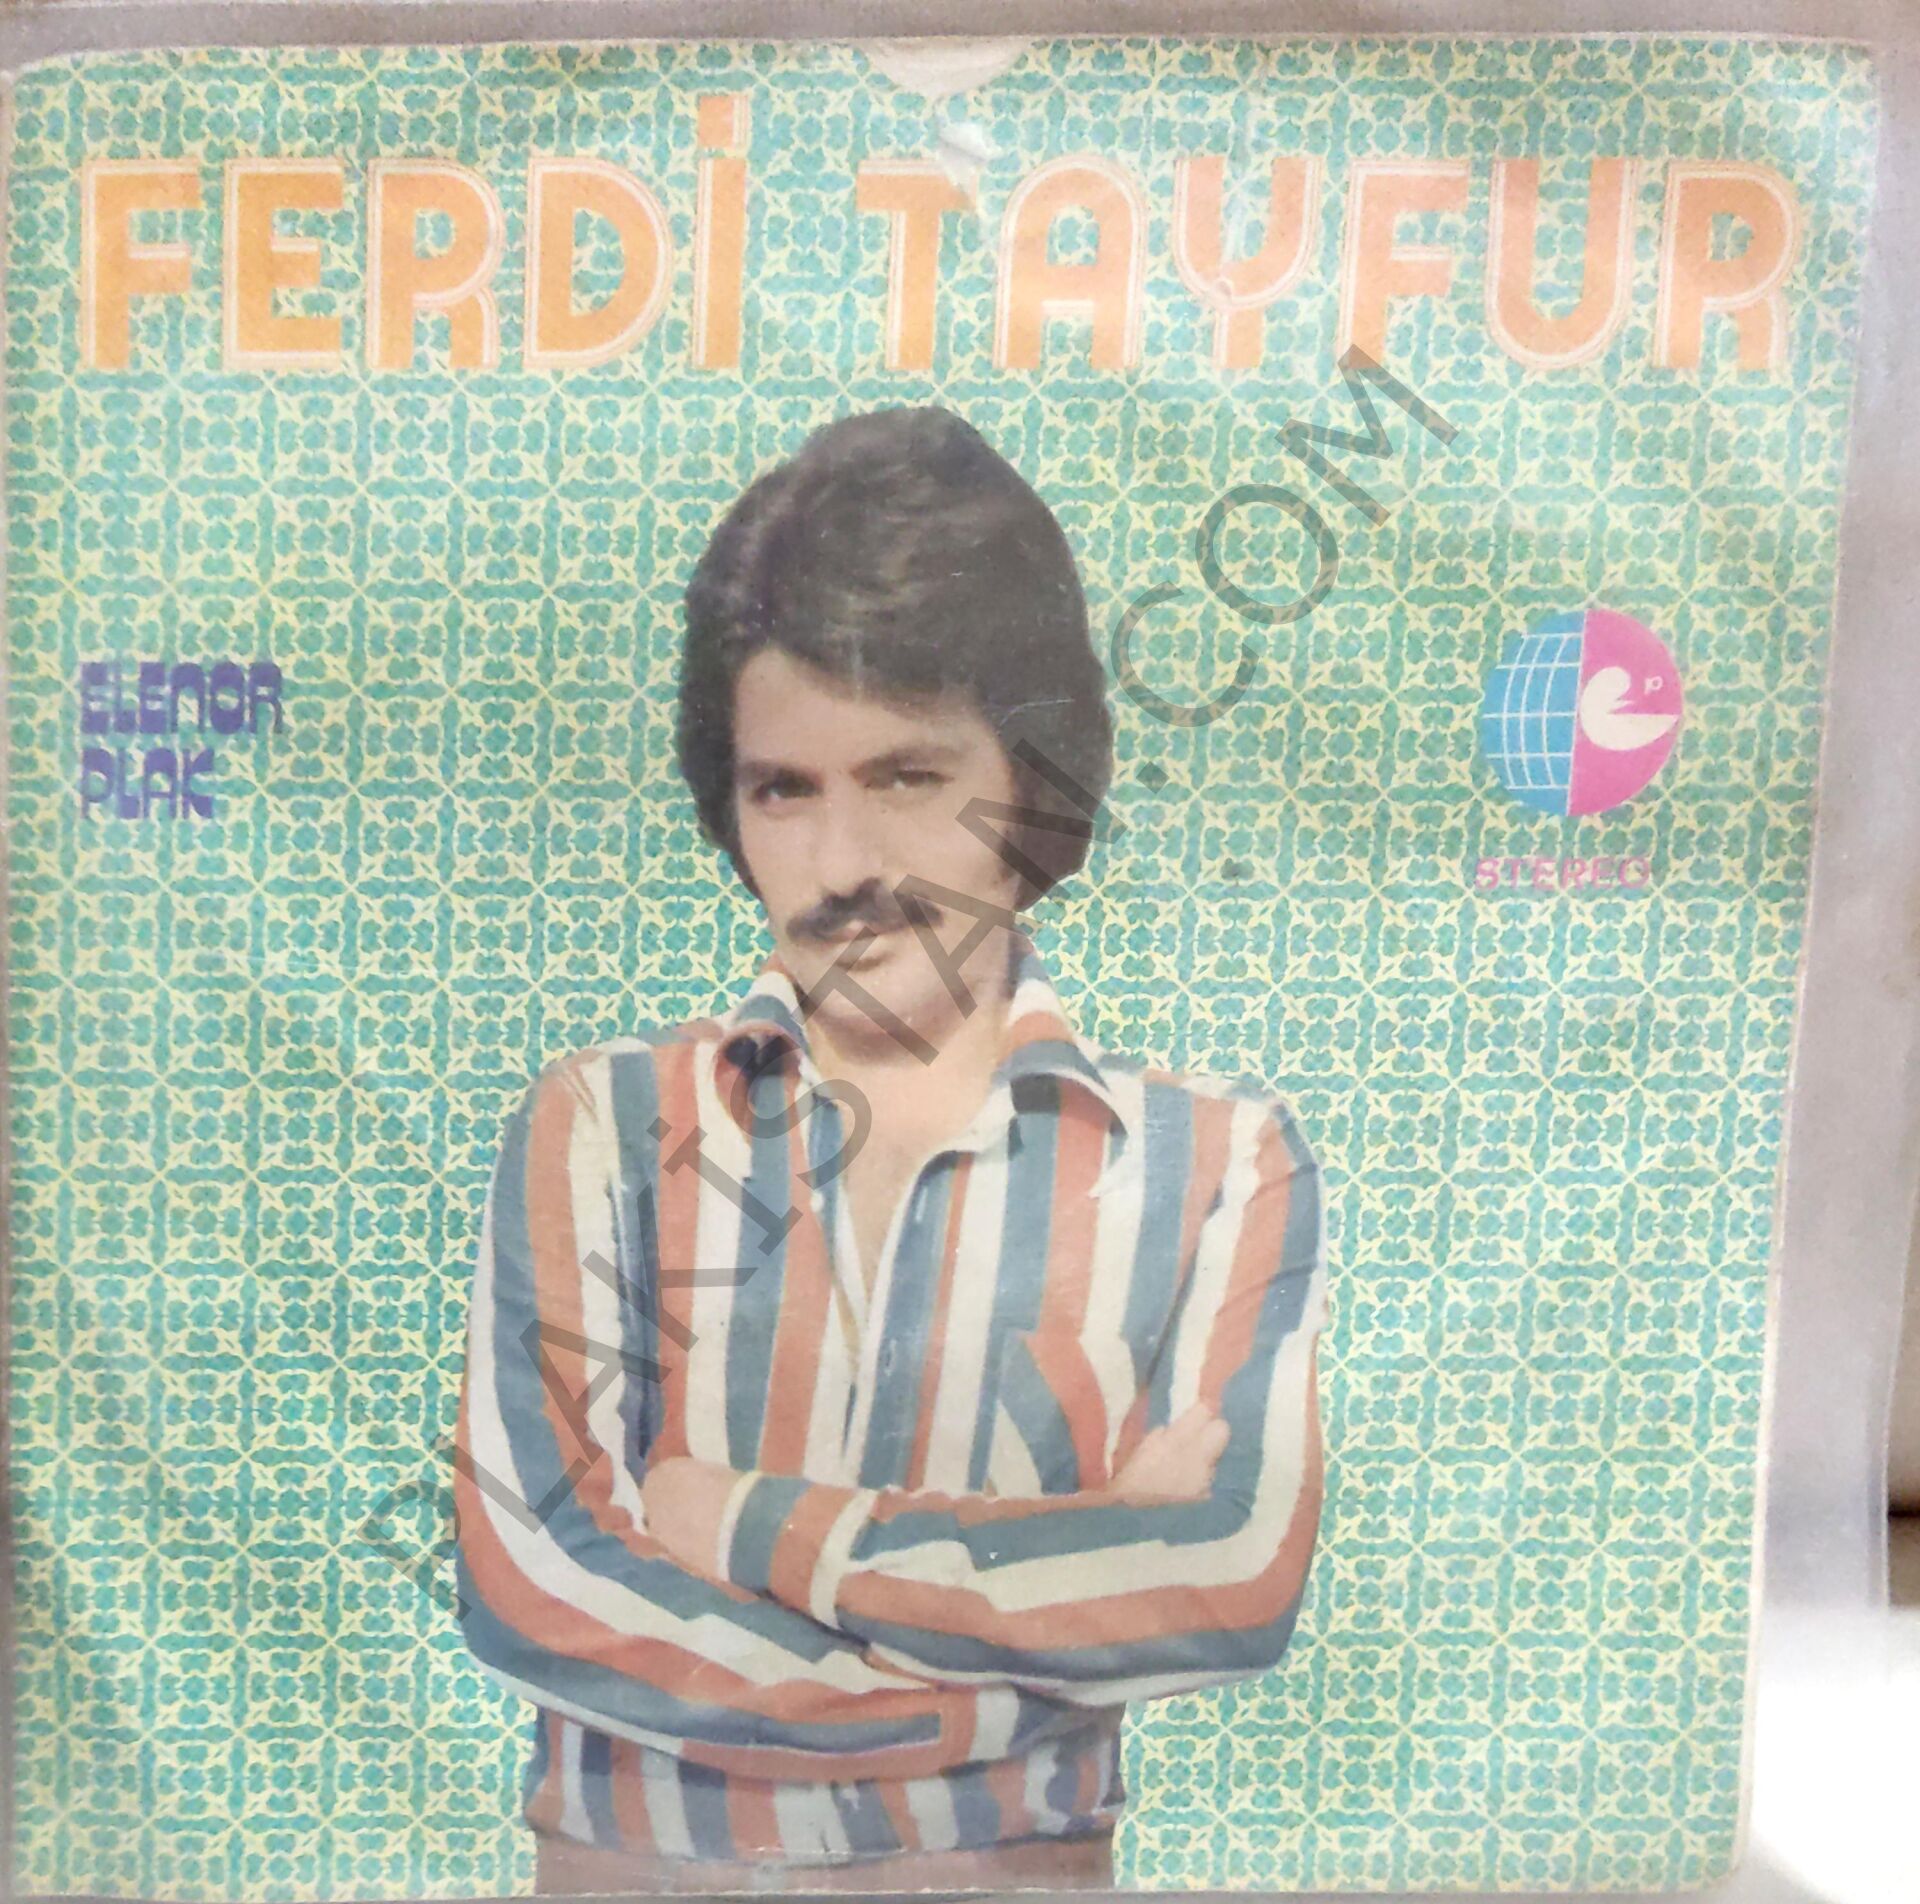 FERDİ TAYFUR
ELENOR
PLAK
STEREO
PLAKİSTAN.COM